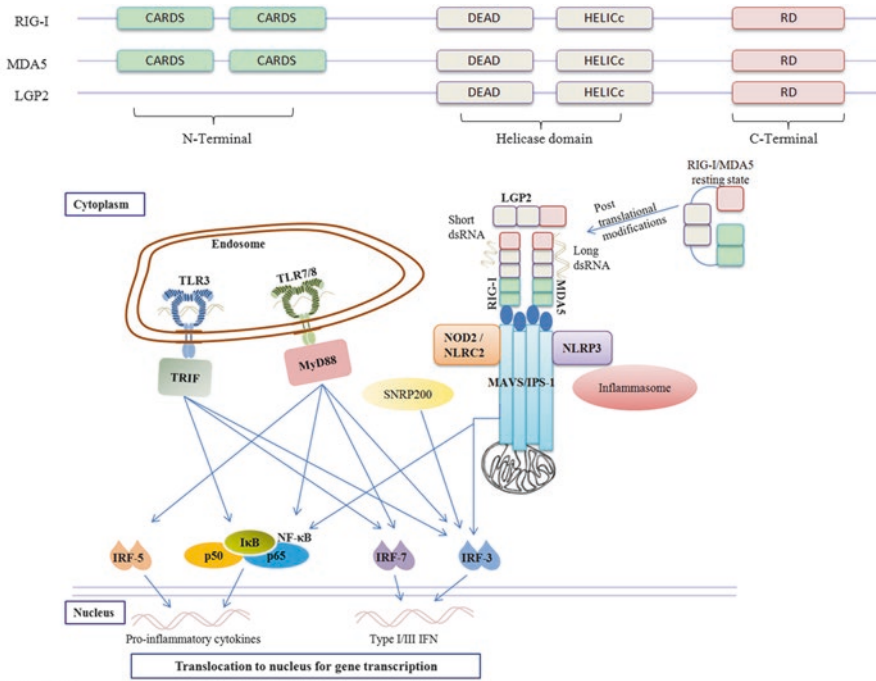 RIG-I CARDS CARDS DEAD HELICc RD
MDA5 CARDS CARDS DEAD HELICc RD
LGP2 DEAD HELICc RD
N-Terminal Helicase domain C-Terminal
RIG-I/MDA5
resting state
Cytoplasm
LGP2
Post
translational
modifications
Short
dsRNA
Long
dsRNA
Endosome
TLR3
TLR7/8
RIG-I
MDA5
NOD2 /
NLRC2
NLRP3
TRIF
MyD88
MAVS/IPS-1
SNRP200
Inflammasome
IRF-5
p50
IκB
NF-κB
p65
IRF-7
IRF-3
Nucleus
Pro-inflammatory cytokines
Type I/III IFN
Translocation to nucleus for gene transcription